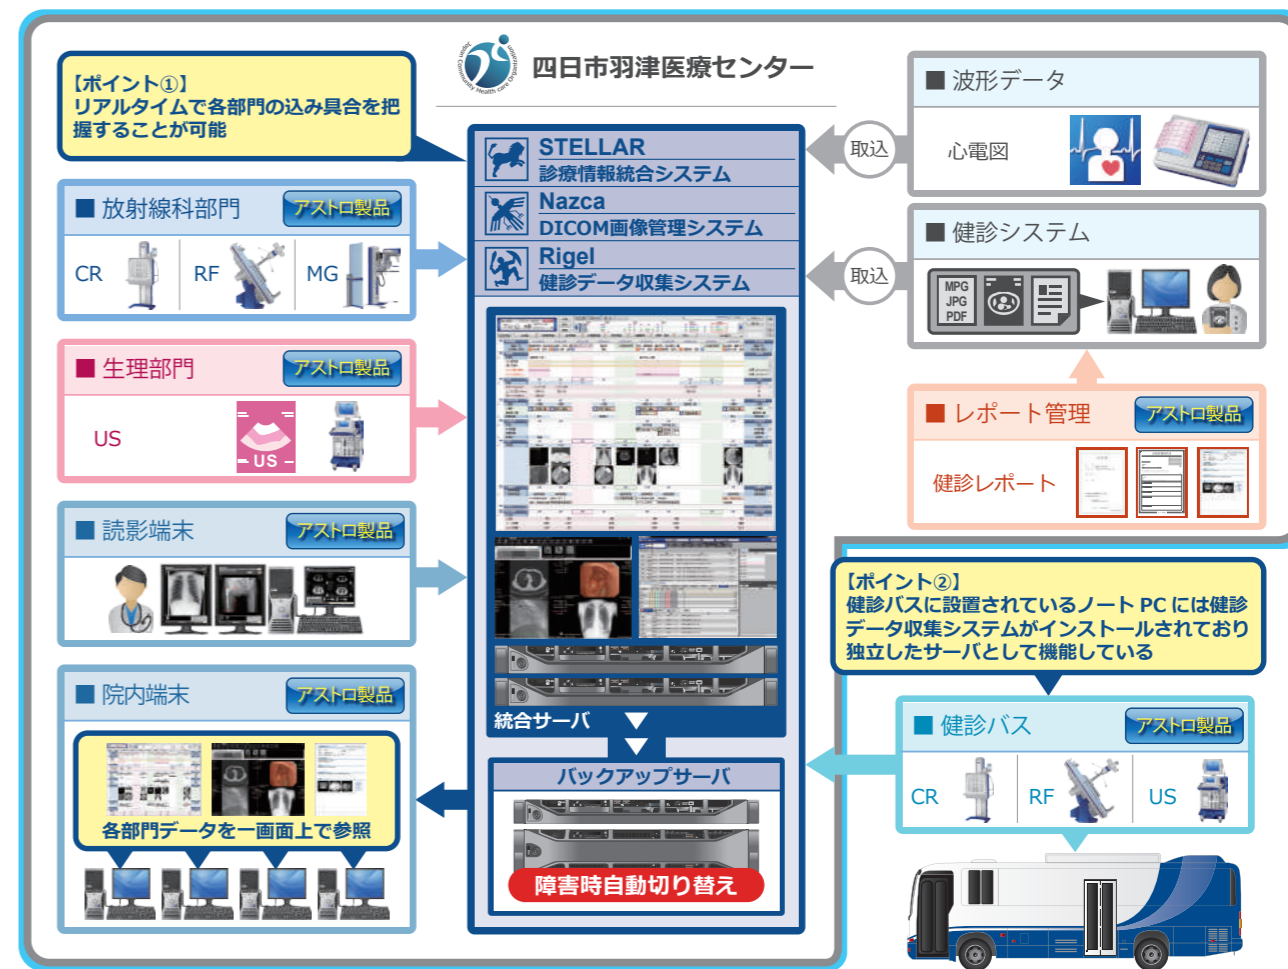 Japan Community Health care Organization
四日市羽津医療センター
【ポイント①】
リアルタイムで各部門の込み具合を把
握することが可能
■ 放射線科部門
アストロ製品
CR
RF
MG
■ 生理部門
アストロ製品
US
US
■ 読影端末
アストロ製品
■ 院内端末
アストロ製品
各部門データを一画面上で参照
STELLAR
診療情報統合システム
Nazca
DICOM画像管理システム
Rigel
健診データ収集システム
統合サーバ
バックアップサーバ
障害時自動切り替え
取込
■ 波形データ
心電図
取込
■ 健診システム
MPG
JPG
PDF
■ レポート管理
アストロ製品
健診レポート
【ポイント②】
健診バスに設置されているノート PC には健診
データ収集システムがインストールされており
独立したサーバとして機能している
■ 健診バス
アストロ製品
CR
RF
US